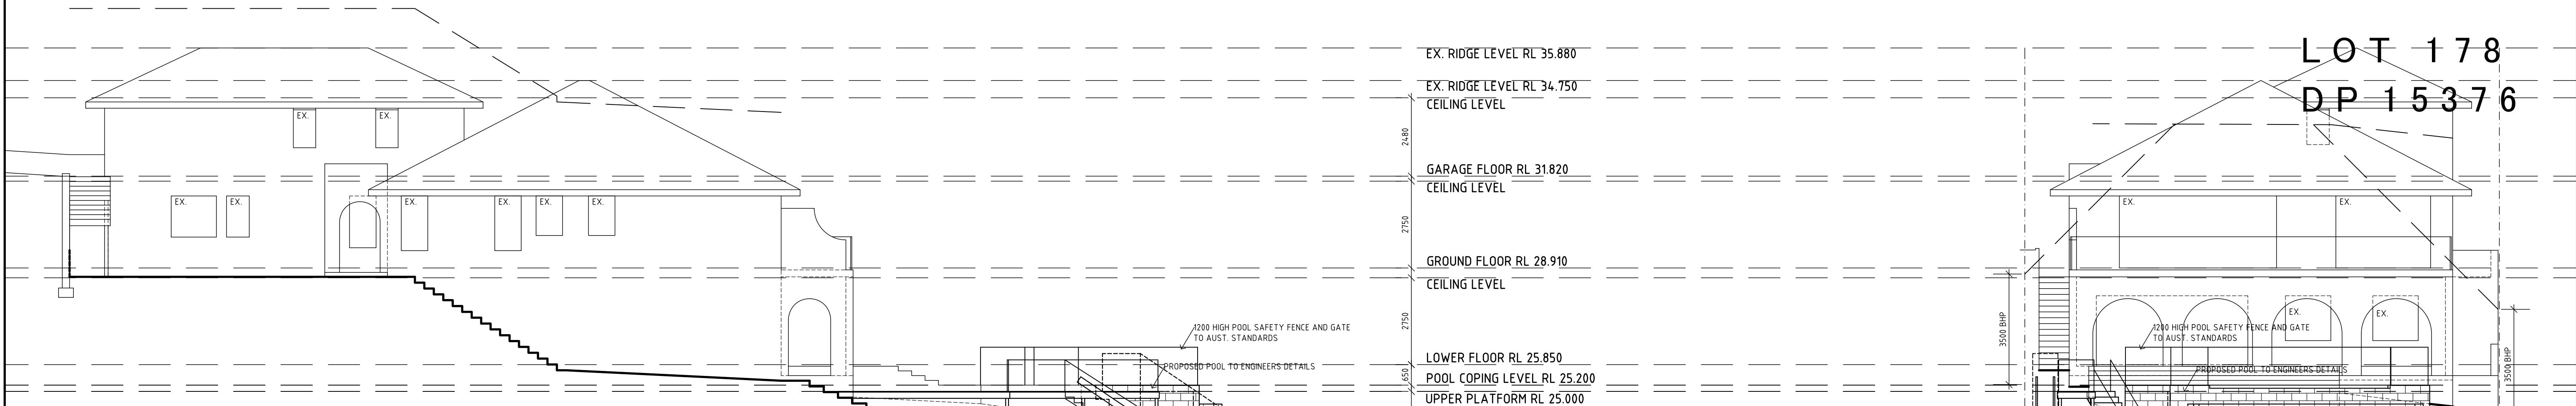 LOT 178
DP 15376
EX. RIDGE LEVEL RL 35.880
EX. RIDGE LEVEL RL 34.750
CEILING LEVEL
2480
GARAGE FLOOR RL 31.820
CEILING LEVEL
2750
GROUND FLOOR RL 28.910
CEILING LEVEL
2750
LOWER FLOOR RL 25.850
650
POOL COPING LEVEL RL 25.200
UPPER PLATFORM RL 25.000
EX.
EX.
EX.
EX.
EX.
EX.
EX.
EX.
1200 HIGH POOL SAFETY FENCE AND GATE
TO AUST. STANDARDS
PROPOSED POOL TO ENGINEERS DETAILS
EX.
EX.
EX.
EX.
3500 BHP
1200 HIGH POOL SAFETY FENCE AND GATE
TO AUST. STANDARDS
PROPOSED POOL TO ENGINEERS DETAILS
3500 BHP